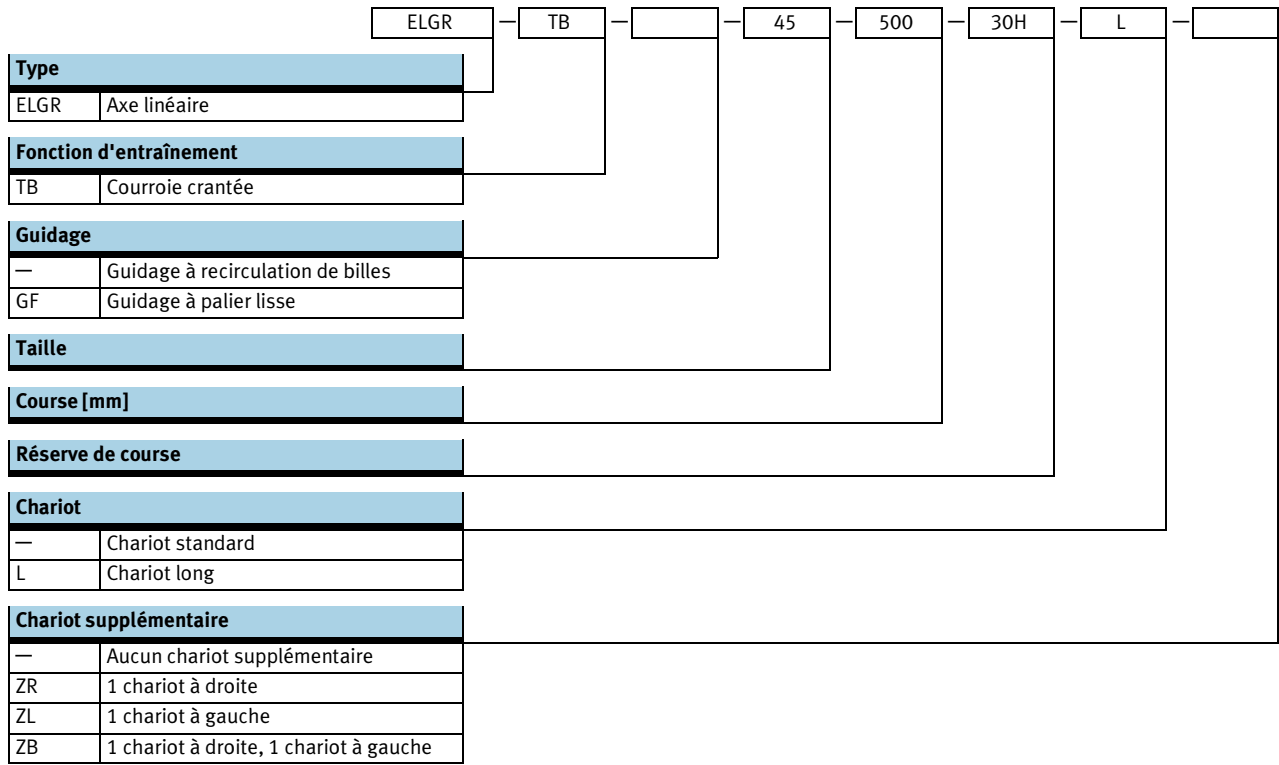 ELGR — TB — — 45 — 500 — 30H — L —
Type
ELGR Axe linéaire
Fonction d'entraînement
TB Courroie crantée
Guidage
— Guidage à recirculation de billes
GF Guidage à palier lisse
Taille
Course [mm]
Réserve de course
Chariot
— Chariot standard
L Chariot long
Chariot supplémentaire
— Aucun chariot supplémentaire
ZR 1 chariot à droite
ZL 1 chariot à gauche
ZB 1 chariot à droite, 1 chariot à gauche